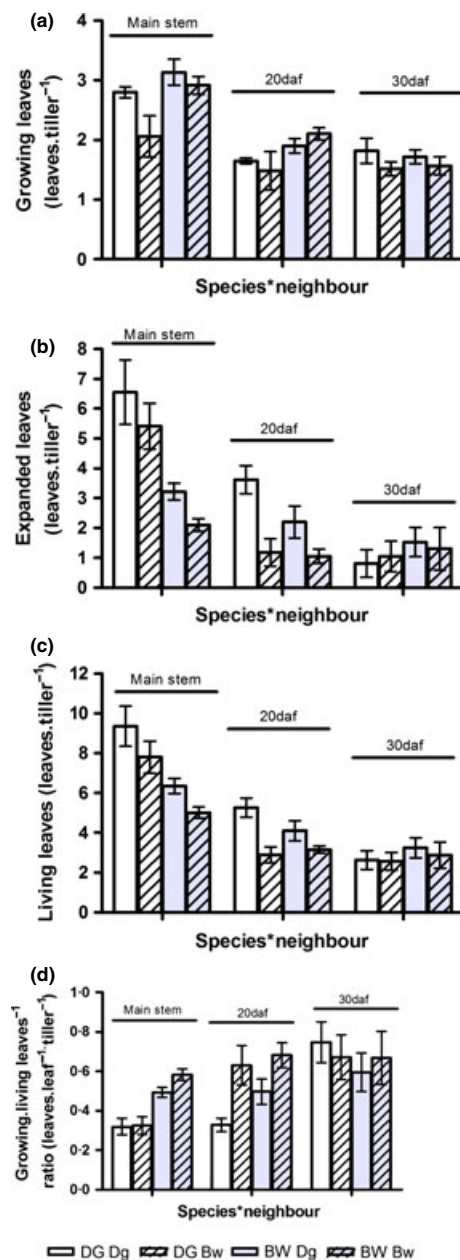 (a)
Main stem
20daf
30daf
Growing leaves
(leaves.tiller⁻¹)
4
3
2
1
0
Species*neighbour
(b)
Main stem
20daf
30daf
Expanded leaves
(leaves.tiller⁻¹)
8
7
6
5
4
3
2
1
0
Species*neighbour
(c)
Main stem
20daf
30daf
Living leaves (leaves.tiller⁻¹)
12
10
8
6
4
2
0
Species*neighbour
(d)
Main stem
20daf
30daf
Growing.living leaves⁻¹
ratio (leaves.leaf⁻¹.tiller⁻¹)
1·0
0·8
0·6
0·4
0·2
0·0
Species*neighbour
DG Dg DG Bw BW Dg BW Bw